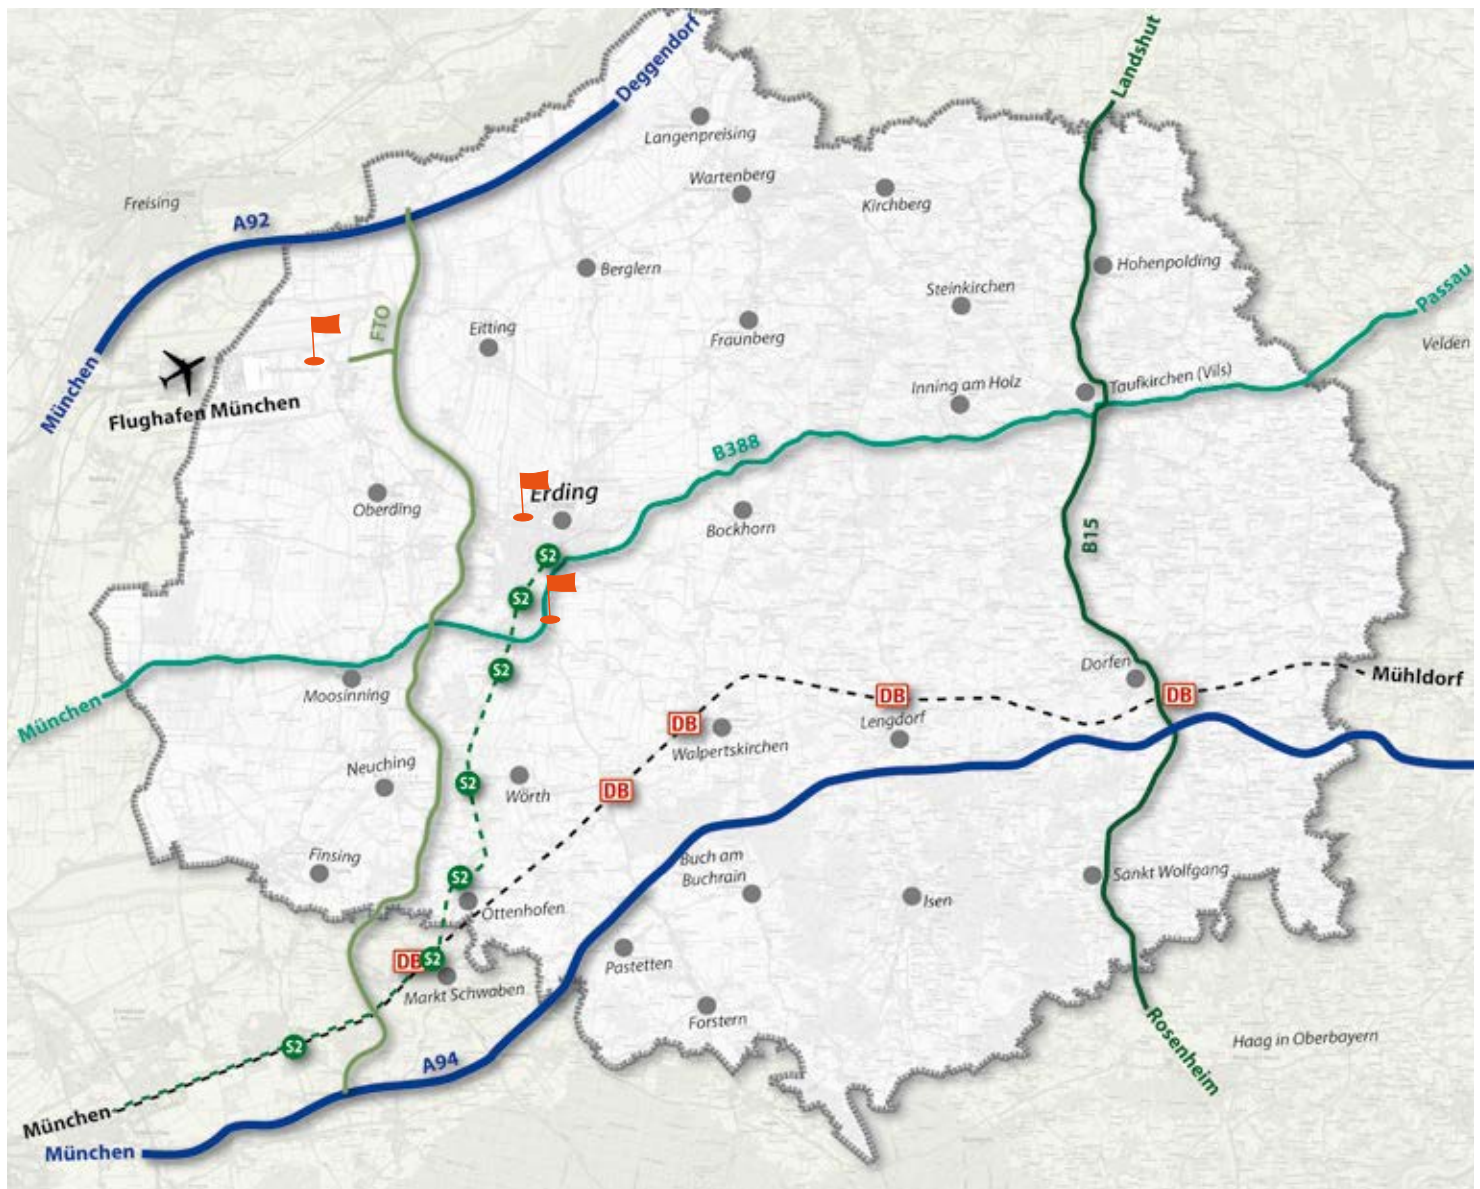 Deggendorf
Landshut
Langenpreising
Wartenberg
Freising
Kirchberg
A92
Berglern
Hohenpolding
Steinkirchen
Passau
FTO
Eitting
Fraunberg
Velden
München
Flughafen München
Inning am Holz
Taufkirchen (Vils)
B388
Erding
Oberding
Bockhorn
B15
S2
S2
S2
Dorfen
Mühldorf
Moosinning
München
DB
DB
DB
Lengdorf
Walpertskirchen
Neuching
S2
Wörth
DB
Finsing
Buch am
Buchrain
Sankt Wolfgang
S2
Ottenhofen
Isen
DB
S2
Pastetten
Markt Schwaben
Forstern
Rosenheim
Haag in Oberbayern
S2
A94
München
München